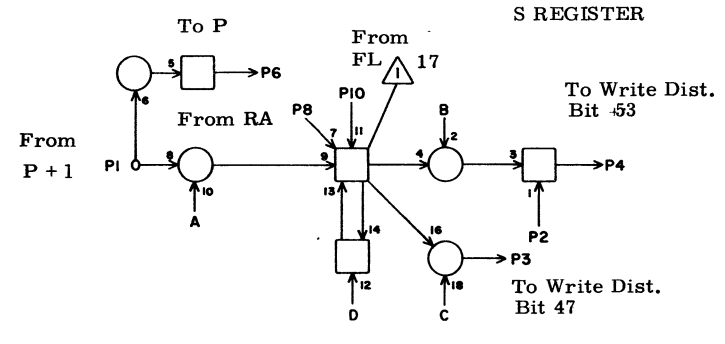 S REGISTER
To P
From
FL
1
17
5
P6
6
P10
To Write Dist.
Bit 53
From RA
P8
B
7
11
2
From
P + 1
P1
8
9
4
3
P4
10
13
1
A
14
16
P2
P3
12
18
To Write Dist.
Bit 47
D
C